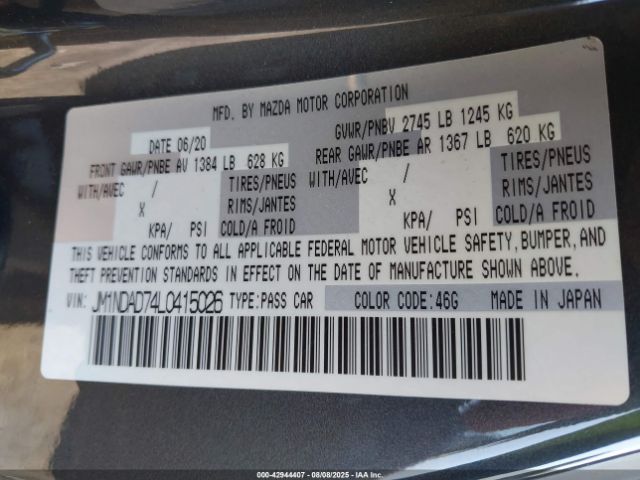 MFD. BY MAZDA MOTOR CORPORATION
DATE 06/20 GVWR/PNBV 2745 LB 1245 KG
FRONT GAWR/PNBE AV 1384 LB 628 KG REAR GAWR/PNBE AR 1367 LB 620 KG
WITH/AVEC / TIRES/PNEUS WITH/AVEC / TIRES/PNEUS
X RIMS/JANTES X RIMS/JANTES
KPA/ PSI COLD/A FROID KPA/ PSI COLD/A FROID
THIS VEHICLE CONFORMS TO ALL APPLICABLE FEDERAL MOTOR VEHICLE SAFETY, BUMPER, AND
THEFT PREVENTION STANDARDS IN EFFECT ON THE DATE OF MANUFACTURE SHOWN ABOVE.
VIN: JM1NDAD74L0415026 TYPE:PASS CAR COLOR CODE:46G MADE IN JAPAN
000-42944407 - 08/08/2025 - IAAI.COM